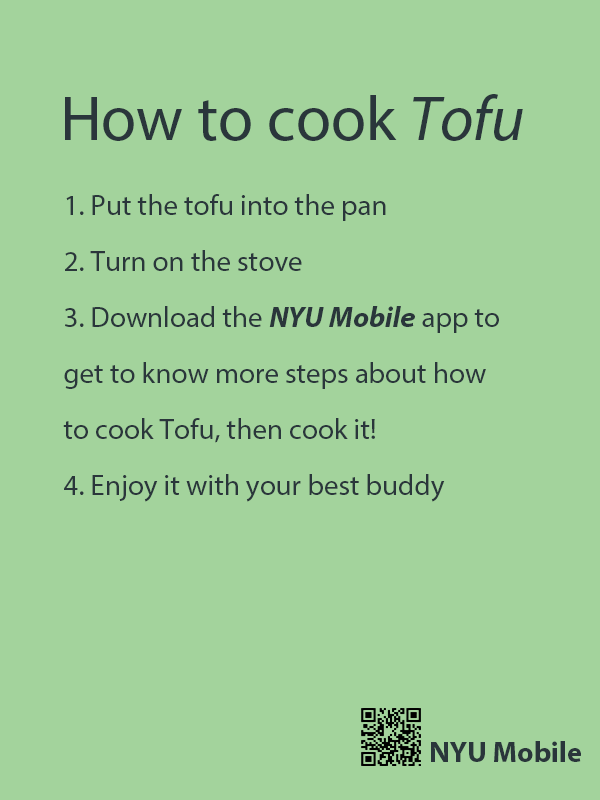 How to cook Tofu
1. Put the tofu into the pan
2. Turn on the stove
3. Download the NYU Mobile app to
get to know more steps about how
to cook Tofu, then cook it!
4. Enjoy it with your best buddy
NYU Mobile